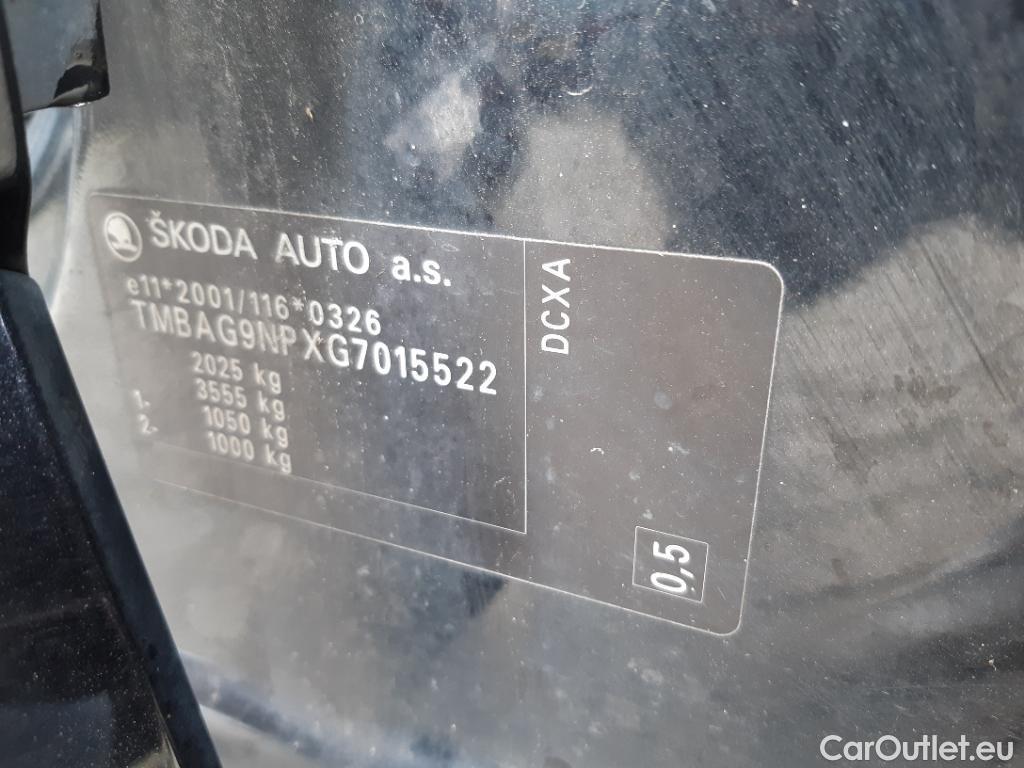 ŠKODA AUTO a.s.
e11*2001/116*0326
TMBAG9NPXG7015522
2025 kg
3555 kg
1- 1050 kg
2- 1000 kg
DCXA
0,5
CarOutlet.eu